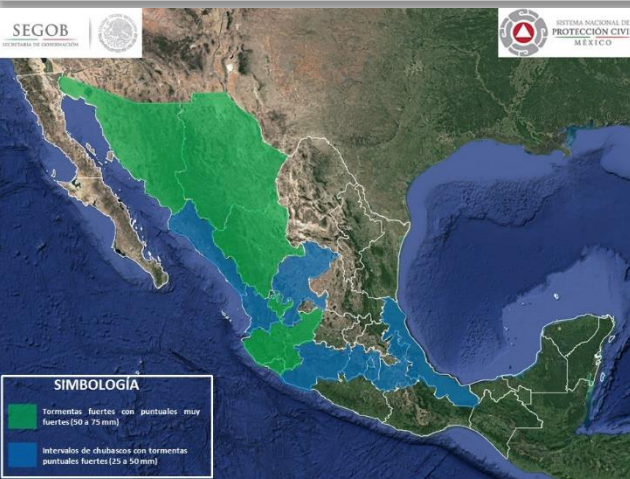 SEGOB
SECRETARÍA DE GOBERNACIÓN
SISTEMA NACIONAL DE
PROTECCIÓN CIVI
MÉXICO
SIMBOLOGÍA
Tormentas fuertes con puntuales muy
fuertes (50 a 75 mm)
Intervalos de chubascos con tormentas
puntuales fuertes (25 a 50 mm)